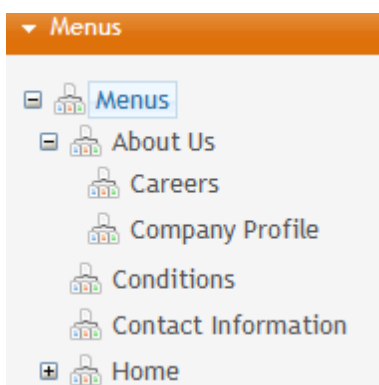 Menus
Menus
About Us
Careers
Company Profile
Conditions
Contact Information
Home